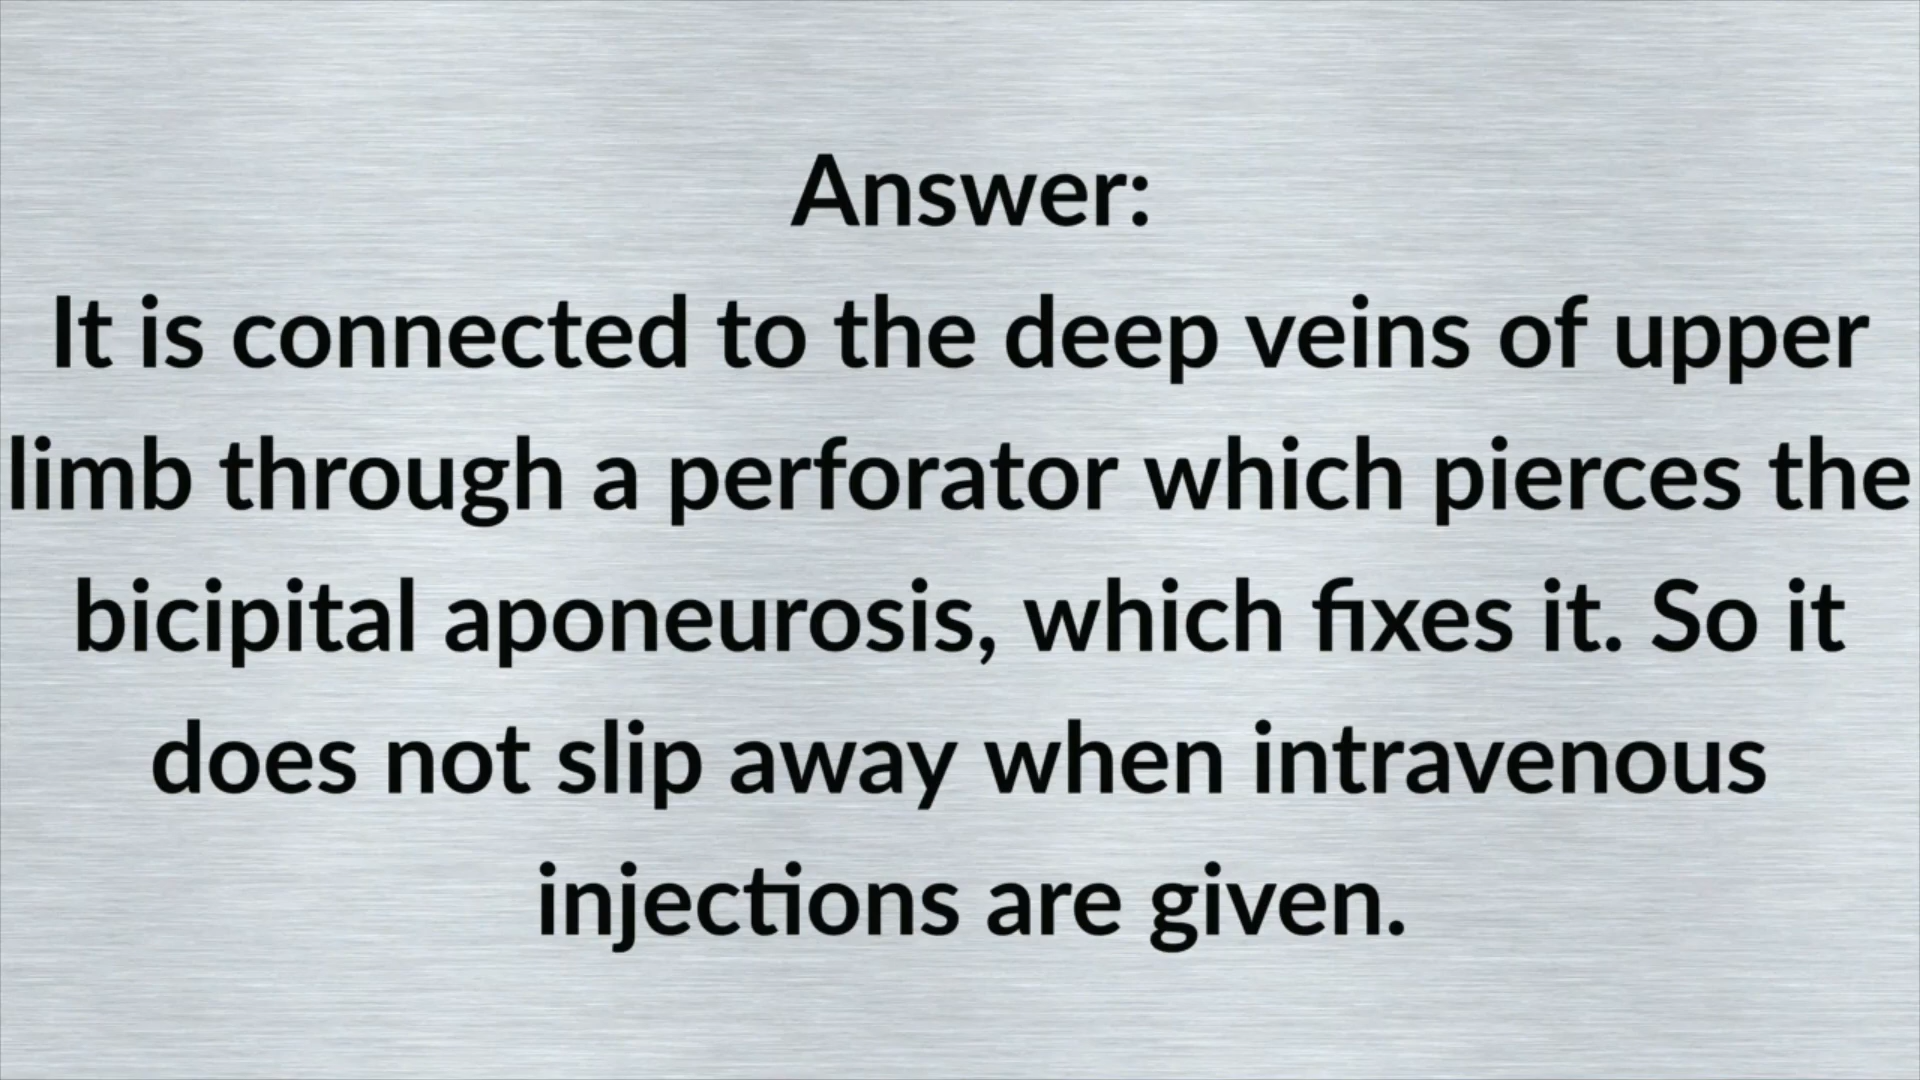 Answer:
It is connected to the deep veins of upper
limb through a perforator which pierces the
bicipital aponeurosis, which fixes it. So it
does not slip away when intravenous
injections are given.